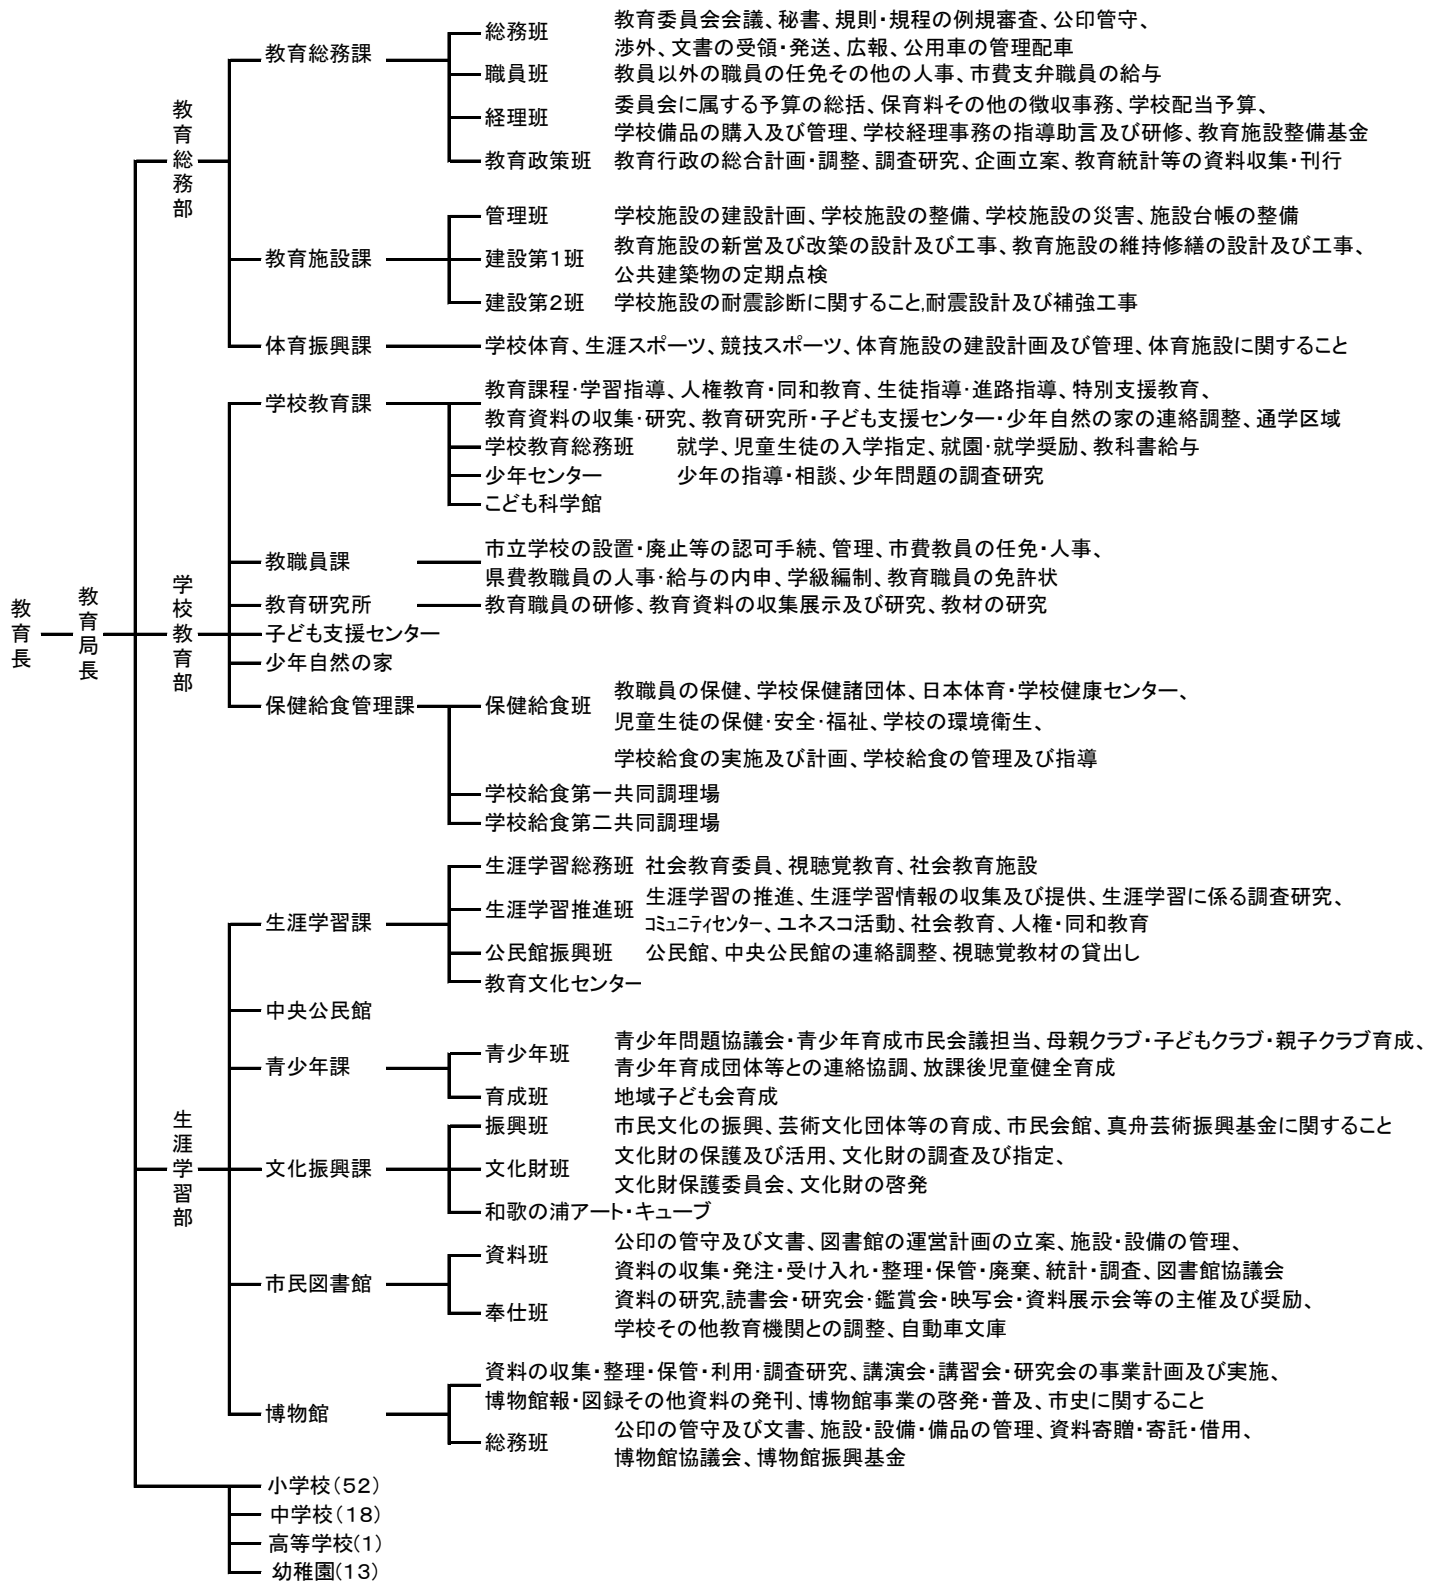 教育長
教育局長
教育総務部
教育総務課
総務班
教育委員会会議、秘書、規則・規程の例規審査、公印管守、
渉外、文書の受領・発送、広報、公用車の管理配車
職員班
教員以外の職員の任免その他の人事、市費支弁職員の給与
経理班
委員会に属する予算の総括、保育料その他の徴収事務、学校配当予算、
学校備品の購入及び管理、学校経理事務の指導助言及び研修、教育施設整備基金
教育政策班
教育行政の総合計画・調整、調査研究、企画立案、教育統計等の資料収集・刊行
教育施設課
管理班
学校施設の建設計画、学校施設の整備、学校施設の災害、施設台帳の整備
建設第1班
教育施設の新営及び改築の設計及び工事、教育施設の維持修繕の設計及び工事、
公共建築物の定期点検
建設第2班
学校施設の耐震診断に関すること,耐震設計及び補強工事
体育振興課
学校体育、生涯スポーツ、競技スポーツ、体育施設の建設計画及び管理、体育施設に関すること
学校教育部
学校教育課
教育課程・学習指導、人権教育・同和教育、生徒指導・進路指導、特別支援教育、
教育資料の収集・研究、教育研究所・子ども支援センター・少年自然の家の連絡調整、通学区域
学校教育総務班
就学、児童生徒の入学指定、就園・就学奨励、教科書給与
少年センター
少年の指導・相談、少年問題の調査研究
こども科学館
教職員課
市立学校の設置・廃止等の認可手続、管理、市費教員の任免・人事、
県費教職員の人事・給与の内申、学級編制、教育職員の免許状
教育研究所
教育職員の研修、教育資料の収集展示及び研究、教材の研究
子ども支援センター
少年自然の家
保健給食管理課
保健給食班
教職員の保健、学校保健諸団体、日本体育・学校健康センター、
児童生徒の保健・安全・福祉、学校の環境衛生、
学校給食の実施及び計画、学校給食の管理及び指導
学校給食第一共同調理場
学校給食第二共同調理場
生涯学習部
生涯学習課
生涯学習総務班
社会教育委員、視聴覚教育、社会教育施設
生涯学習推進班
生涯学習の推進、生涯学習情報の収集及び提供、生涯学習に係る調査研究、
コミュニティセンター、ユネスコ活動、社会教育、人権・同和教育
公民館振興班
公民館、中央公民館の連絡調整、視聴覚教材の貸出し
教育文化センター
中央公民館
青少年課
青少年班
青少年問題協議会・青少年育成市民会議担当、母親クラブ・子どもクラブ・親子クラブ育成、
青少年育成団体等との連絡協調、放課後児童健全育成
育成班
地域子ども会育成
文化振興課
振興班
市民文化の振興、芸術文化団体等の育成、市民会館、真舟芸術振興基金に関すること
文化財班
文化財の保護及び活用、文化財の調査及び指定、
文化財保護委員会、文化財の啓発
和歌の浦アート・キューブ
市民図書館
資料班
公印の管守及び文書、図書館の運営計画の立案、施設・設備の管理、
資料の収集・発注・受け入れ・整理・保管・廃棄、統計・調査、図書館協議会
奉仕班
資料の研究,読書会・研究会・鑑賞会・映写会・資料展示会等の主催及び奨励、
学校その他教育機関との調整、自動車文庫
博物館
資料の収集・整理・保管・利用・調査研究、講演会・講習会・研究会の事業計画及び実施、
博物館報・図録その他資料の発刊、博物館事業の啓発・普及、市史に関すること
総務班
公印の管守及び文書、施設・設備・備品の管理、資料寄贈・寄託・借用、
博物館協議会、博物館振興基金
小学校(52)
中学校(18)
高等学校(1)
幼稚園(13)